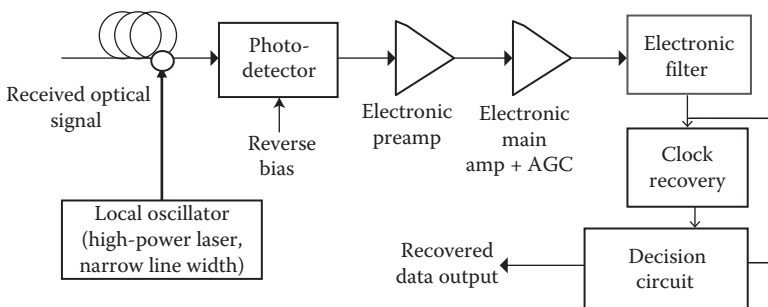 Received optical
signal
Photo-
detector
Reverse
bias
Electronic
preamp
Electronic
main
amp + AGC
Electronic
filter
Clock
recovery
Local oscillator
(high-power laser,
narrow line width)
Recovered
data output
Decision
circuit